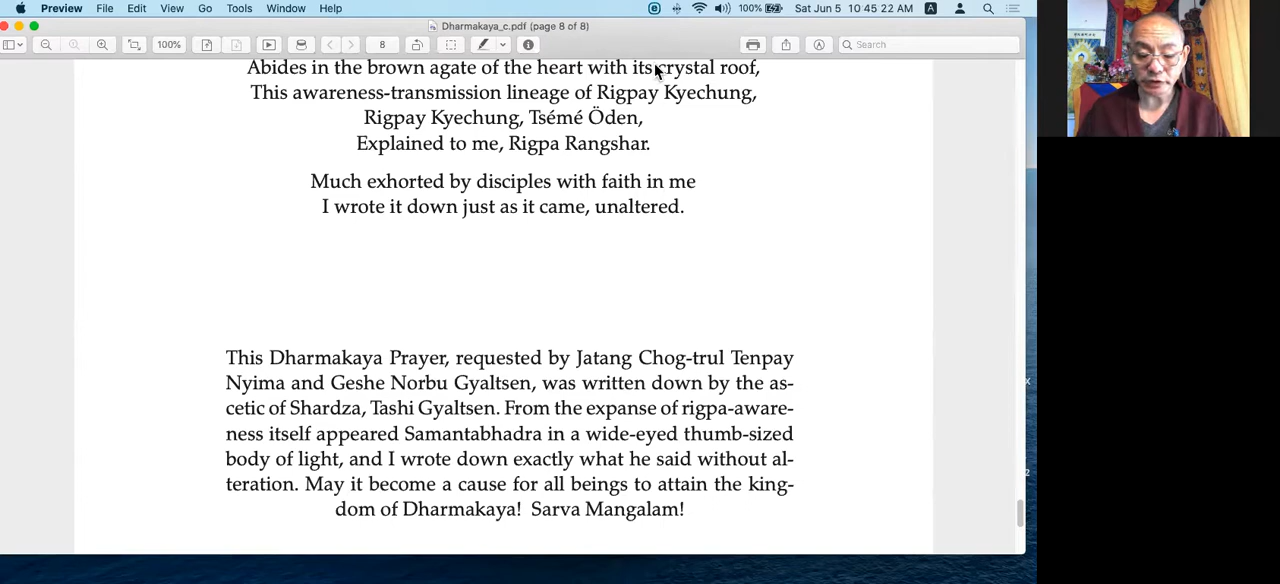 Preview File Edit View Go Tools Window Help 100% Sat Jun 5 10:45:22 AM A
Dharmakaya_c.pdf (page 8 of 8)
100% 8 Search
Abides in the brown agate of the heart with its crystal roof,
This awareness-transmission lineage of Rigpay Kyechung,
Rigpay Kyechung, Tsémé Öden,
Explained to me, Rigpa Rangshar.
Much exhorted by disciples with faith in me
I wrote it down just as it came, unaltered.
This Dharmakaya Prayer, requested by Jatang Chog-trul Tenpay
Nyima and Geshe Norbu Gyaltsen, was written down by the as-
cetic of Shardza, Tashi Gyaltsen. From the expanse of rigpa-aware-
ness itself appeared Samantabhadra in a wide-eyed thumb-sized
body of light, and I wrote down exactly what he said without al-
teration. May it become a cause for all beings to attain the king-
dom of Dharmakaya! Sarva Mangalam!